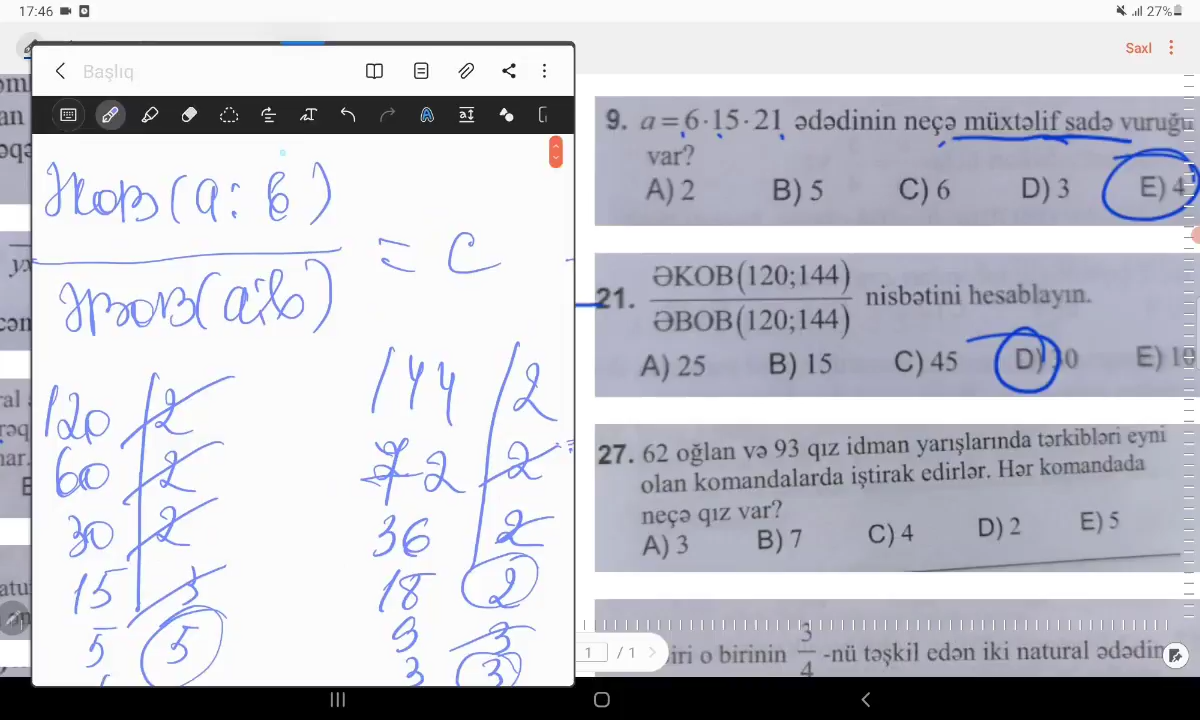 17:46
27%
Saxl
Başlıq
ƏKOB(a;b)
= c
ƏBOB(a;b)
120 2
60 2
30 2
15 3
5 5
144 2
72 2
36 2
18 2
9 3
3 3
9. a = 6 · 15 · 21 ədədinin neçə müxtəlif sadə vuruğu
var?
A) 2 B) 5 C) 6 D) 3 E) 4
21. ƏKOB(120;144)
ƏBOB(120;144)
nisbətini hesablayın.
A) 25 B) 15 C) 45 D) 30 E) 10
27. 62 oğlan və 93 qız idman yarışlarında tərkibləri eyni
olan komandalarda iştirak edirlər. Hər komandada
neçə qız var?
A) 3 B) 7 C) 4 D) 2 E) 5
biri o birinin 3/4 -nü təşkil edən iki natural ədədin
1 / 1